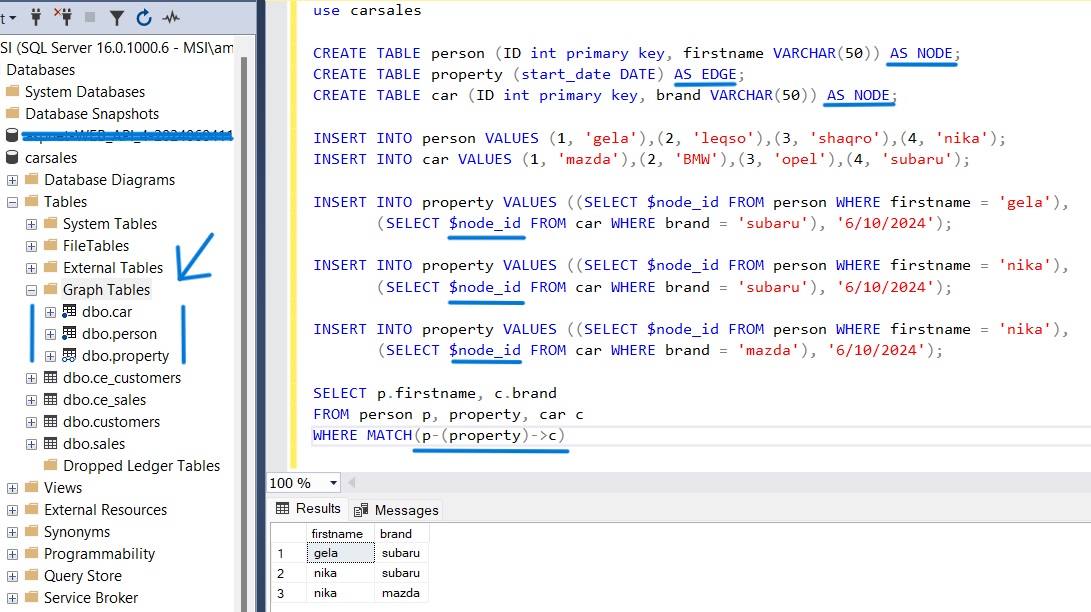 t
SI (SQL Server 16.0.1000.6 - MSI\am
Databases
System Databases
Database Snapshots
carsales
Database Diagrams
Tables
System Tables
FileTables
External Tables
Graph Tables
dbo.car
dbo.person
dbo.property
dbo.ce_customers
dbo.ce_sales
dbo.customers
dbo.sales
Dropped Ledger Tables
Views
External Resources
Synonyms
Programmability
Query Store
Service Broker
use carsales
CREATE TABLE person (ID int primary key, firstname VARCHAR(50)) AS NODE;
CREATE TABLE property (start_date DATE) AS EDGE;
CREATE TABLE car (ID int primary key, brand VARCHAR(50)) AS NODE;
INSERT INTO person VALUES (1, 'gela'),(2, 'leqso'),(3, 'shaqro'),(4, 'nika');
INSERT INTO car VALUES (1, 'mazda'),(2, 'BMW'),(3, 'opel'),(4, 'subaru');
INSERT INTO property VALUES ((SELECT $node_id FROM person WHERE firstname = 'gela'),
(SELECT $node_id FROM car WHERE brand = 'subaru'), '6/10/2024');
INSERT INTO property VALUES ((SELECT $node_id FROM person WHERE firstname = 'nika'),
(SELECT $node_id FROM car WHERE brand = 'subaru'), '6/10/2024');
INSERT INTO property VALUES ((SELECT $node_id FROM person WHERE firstname = 'nika'),
(SELECT $node_id FROM car WHERE brand = 'mazda'), '6/10/2024');
SELECT p.firstname, c.brand
FROM person p, property, car c
WHERE MATCH(p-(property)->c)
100 %
Results Messages
firstname brand
1 gela subaru
2 nika subaru
3 nika mazda